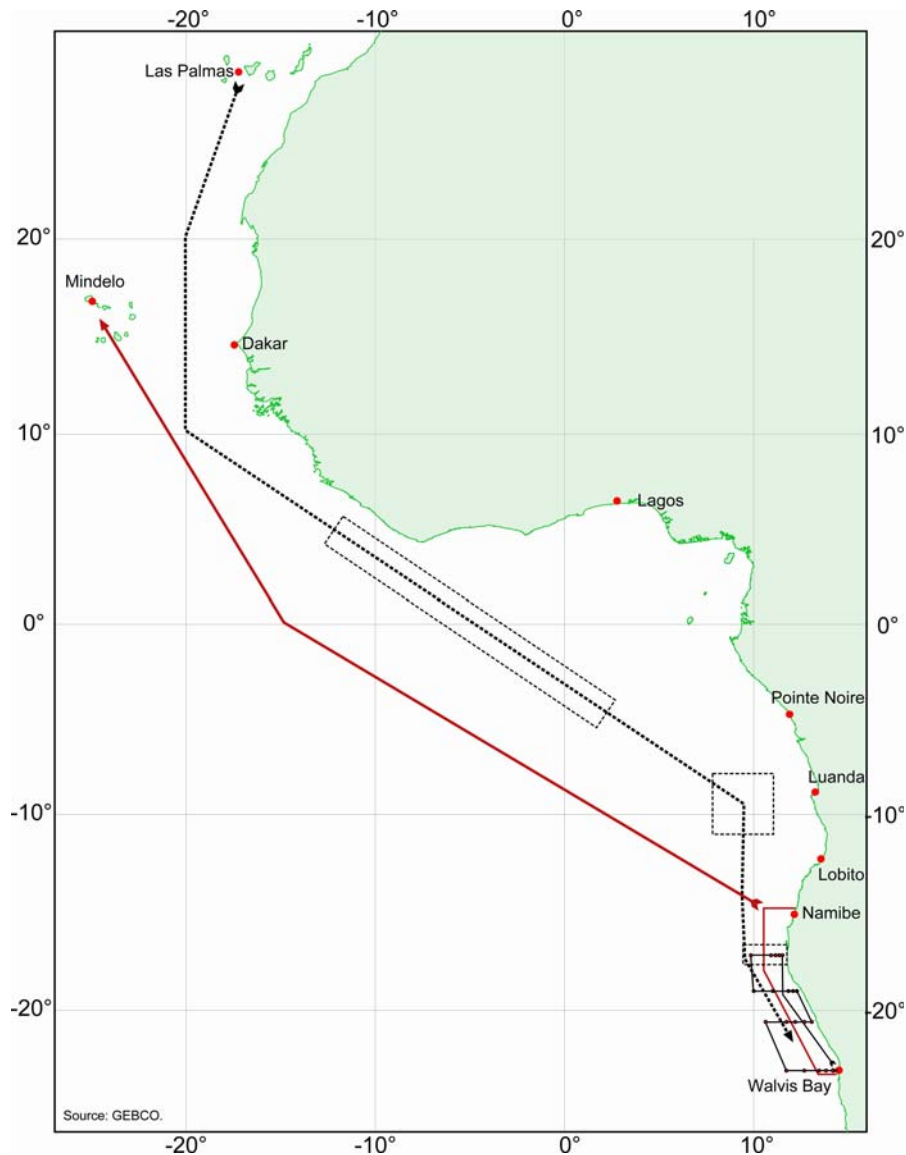 -20° -10° 0° 10°
Las Palmas
20° 20°
Mindelo
Dakar
10° 10°
Lagos
0° 0°
Pointe Noire
Luanda
-10° -10°
Lobito
Namibe
-20° -20°
Walvis Bay
Source: GEBCO.
-20° -10° 0° 10°